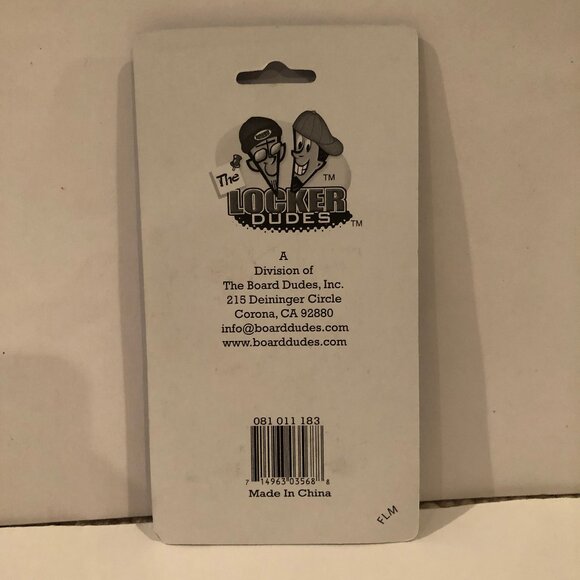 The
LOCKER
DUDES
TM
TM
A
Division of
The Board Dudes, Inc.
215 Deininger Circle
Corona, CA 92880
info@boarddudes.com
www.boarddudes.com
081 011 183
7 14963 03568 8
Made In China
FLM